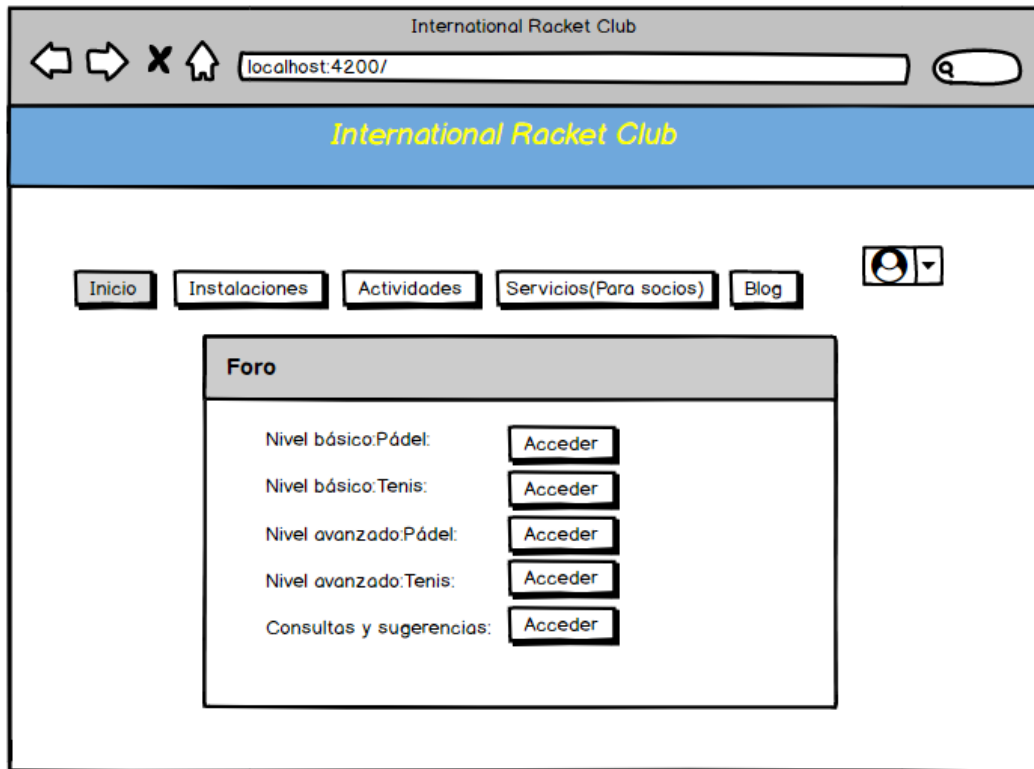 International Racket Club
localhost:4200/
International Racket Club
Inicio
Instalaciones
Actividades
Servicios(Para socios)
Blog
Foro
Nivel básico:Pádel:
Acceder
Nivel básico:Tenis:
Acceder
Nivel avanzado:Pádel:
Acceder
Nivel avanzado:Tenis:
Acceder
Consultas y sugerencias:
Acceder